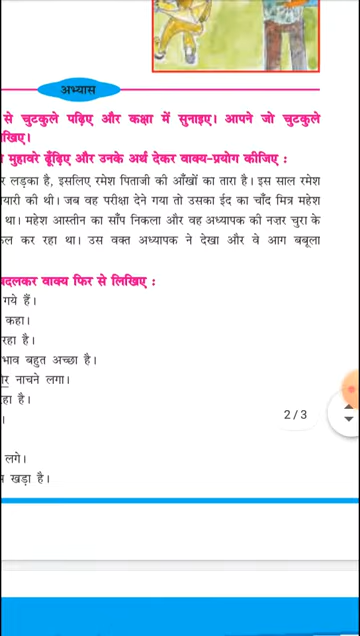 अभ्यास
से चुटकुले पढ़िए और कक्षा में सुनाइए। आपने जो चुटकुले
खिए।
मुहावरे ढूँढ़िए और उनके अर्थ देकर वाक्य-प्रयोग कीजिए :
र लड़का है, इसलिए रमेश पिताजी की आँखों का तारा है। इस साल रमेश
यारी की थी। जब वह परीक्षा देने गया तो उसका ईद का चाँद मित्र महेश
था। महेश आस्तीन का साँप निकला और वह अध्यापक की नज़र चुरा के
कल कर रहा था। उस वक्त अध्यापक ने देखा और वे आग बबूला
बदलकर वाक्य फिर से लिखिए :
गये हैं।
कहा।
रहा है।
भाव बहुत अच्छा है।
ोर नाचने लगा।
रहा है।
2/3
।
लगे।
खड़ा है।